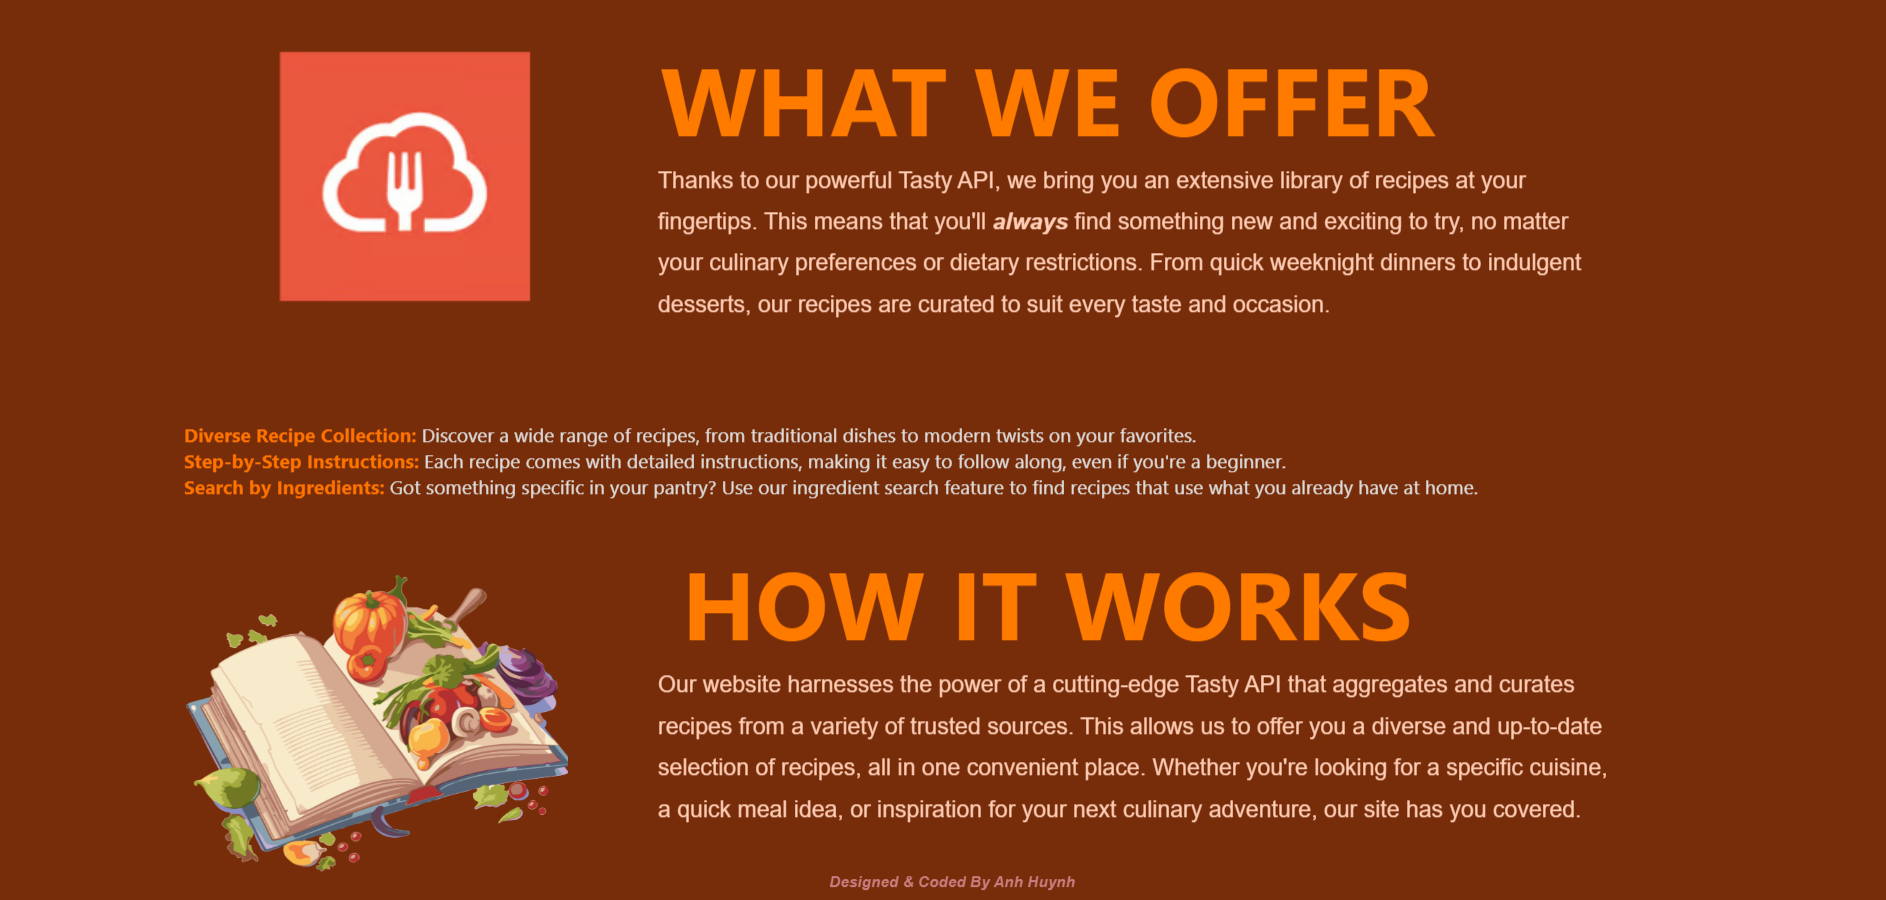 WHAT WE OFFER
Thanks to our powerful Tasty API, we bring you an extensive library of recipes at your
fingertips. This means that you'll always find something new and exciting to try, no matter
your culinary preferences or dietary restrictions. From quick weeknight dinners to indulgent
desserts, our recipes are curated to suit every taste and occasion.
Diverse Recipe Collection: Discover a wide range of recipes, from traditional dishes to modern twists on your favorites.
Step-by-Step Instructions: Each recipe comes with detailed instructions, making it easy to follow along, even if you're a beginner.
Search by Ingredients: Got something specific in your pantry? Use our ingredient search feature to find recipes that use what you already have at home.
HOW IT WORKS
Our website harnesses the power of a cutting-edge Tasty API that aggregates and curates
recipes from a variety of trusted sources. This allows us to offer you a diverse and up-to-date
selection of recipes, all in one convenient place. Whether you're looking for a specific cuisine,
a quick meal idea, or inspiration for your next culinary adventure, our site has you covered.
Designed & Coded By Anh Huynh